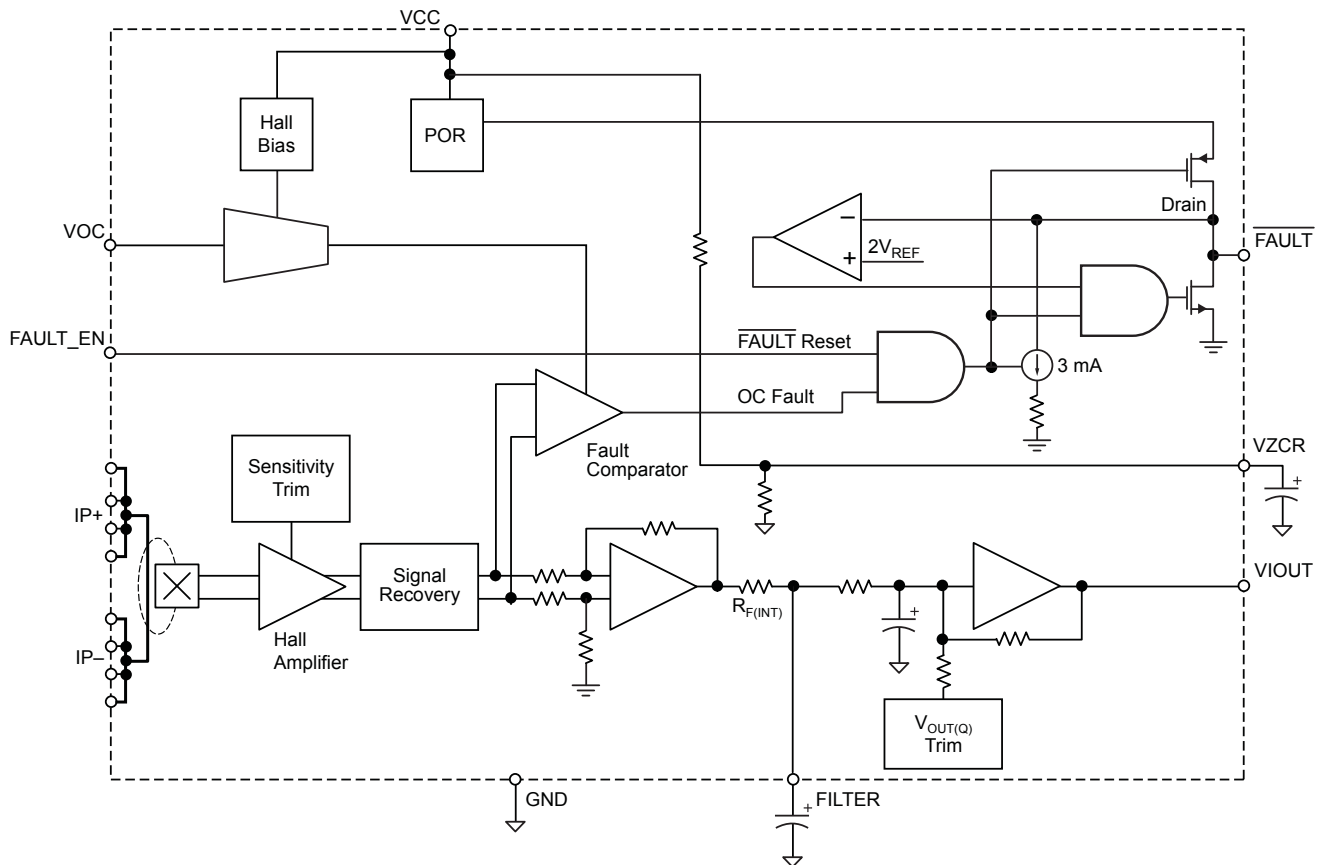 VCC
Hall
Bias
POR
Drain
VOC
−
+
2V_REF
FAULT
FAULT_EN
FAULT Reset
3 mA
OC Fault
Fault
Comparator
VZCR
+
Sensitivity
Trim
IP+
Signal
Recovery
VIOUT
R_F(INT)
+
Hall
Amplifier
IP–
V_OUT(Q)
Trim
GND
FILTER
+